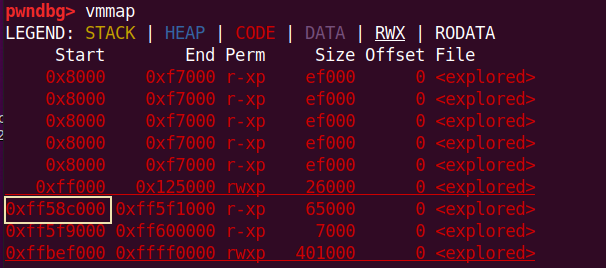 pwndbg> vmmap
LEGEND: STACK | HEAP | CODE | DATA | RWX | RODATA
Start End Perm Size Offset File
0x8000 0xf7000 r-xp ef000 0 <explored>
0x8000 0xf7000 r-xp ef000 0 <explored>
0x8000 0xf7000 r-xp ef000 0 <explored>
0x8000 0xf7000 r-xp ef000 0 <explored>
0x8000 0xf7000 r-xp ef000 0 <explored>
0xff000 0x125000 rwxp 26000 0 <explored>
0xff58c000 0xff5f1000 r-xp 65000 0 <explored>
0xff5f9000 0xff600000 r-xp 7000 0 <explored>
0xffbef000 0xffff0000 rwxp 401000 0 <explored>